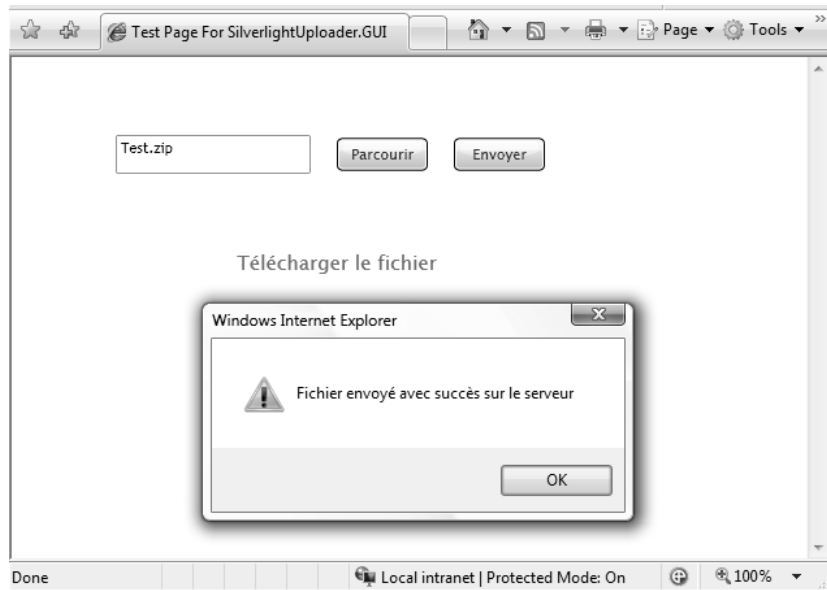 Test Page For SilverlightUploader.GUI
Page
Tools
»
Test.zip
Parcourir
Envoyer
Télécharger le fichier
Windows Internet Explorer
Fichier envoyé avec succès sur le serveur
OK
Done
Local intranet | Protected Mode: On
100%